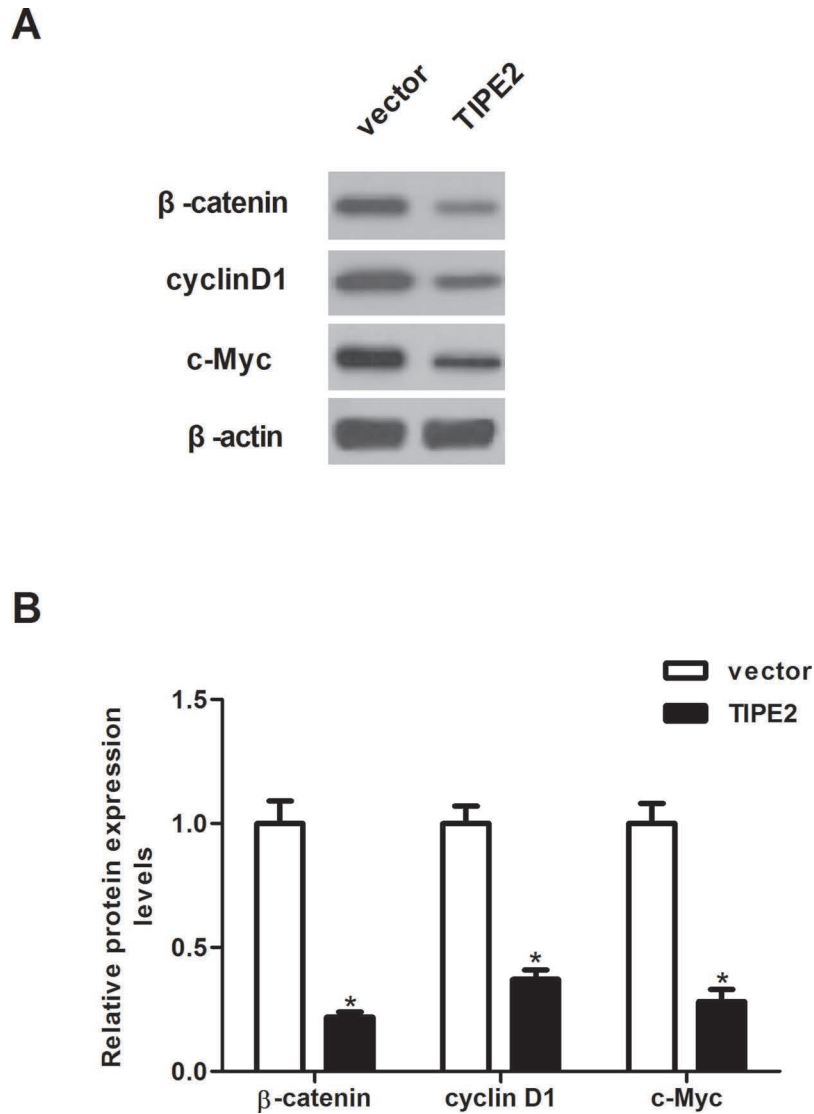 A
vector TIPE2
β -catenin
cyclinD1
c-Myc
β -actin
B
vector
TIPE2
Relative protein expression
levels
1.5
1.0
0.5
0.0
* * *
β-catenin cyclin D1 c-Myc